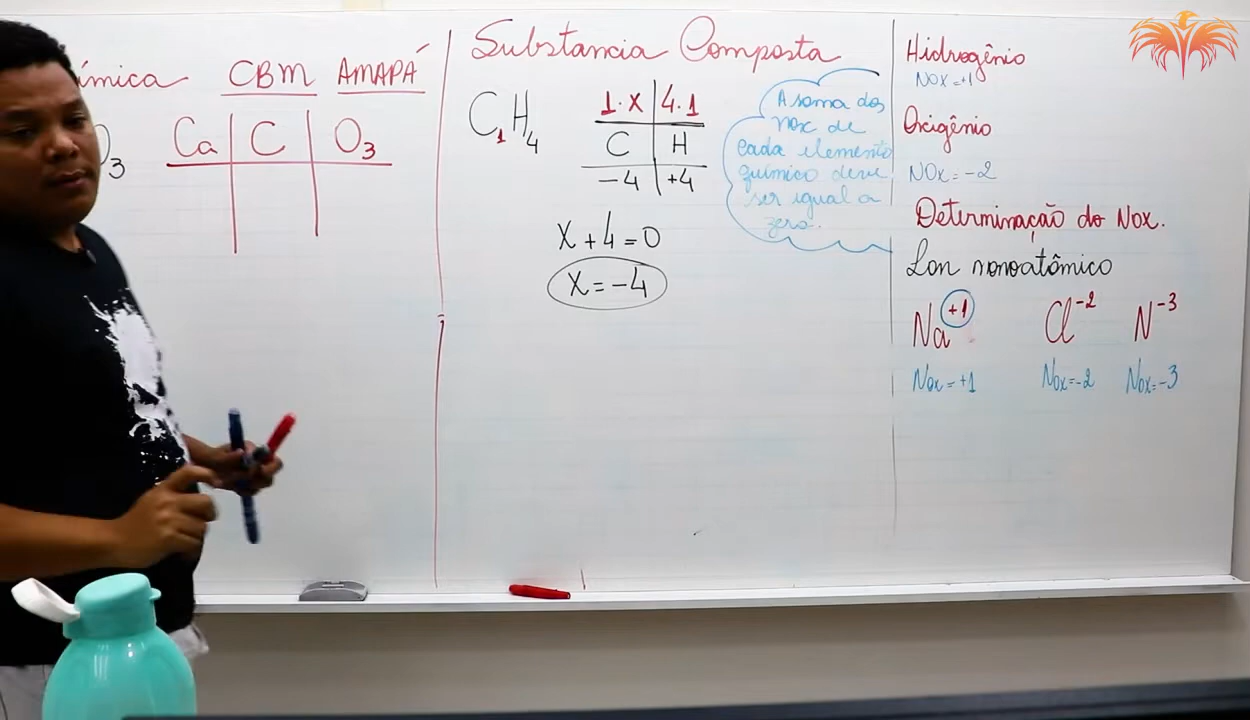 ímica CBM AMAPÁ
O3
Ca C O3
Substancia Composta
C1H4
1.X 4.1
C H
-4 +4
X+4=0
X=-4
A soma dos
nox de
cada elemento
químico deve
ser igual a
zero.
Hidrogênio
NOX=+1
Oxigênio
NOx=-2
Determinação do Nox.
Íon monoatômico
Na+1 Cl-2 N-3
Nox=+1 Nox=-2 Nox=-3